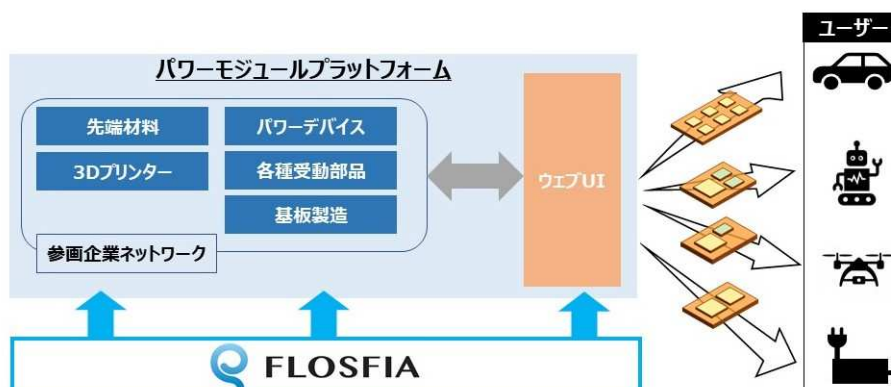 ユーザー
パワーモジュールプラットフォーム
先端材料
パワーデバイス
3Dプリンター
各種受動部品
基板製造
参画企業ネットワーク
ウェブUI
FLOSFIA